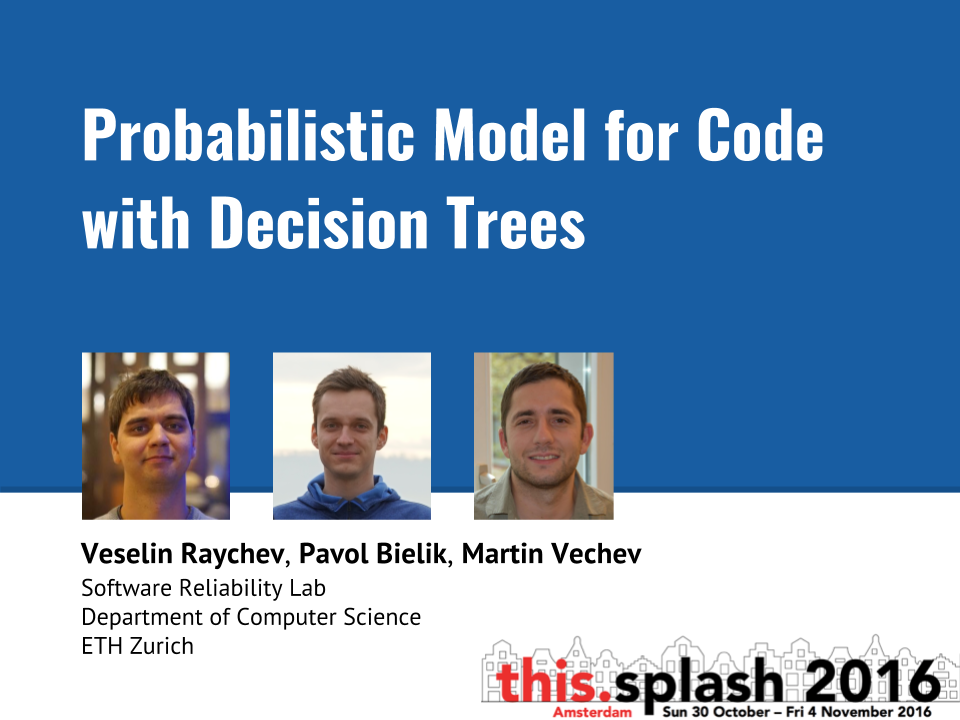 Probabilistic Model for Code
with Decision Trees
Veselin Raychev, Pavol Bielik, Martin Vechev
Software Reliability Lab
Department of Computer Science
ETH Zurich
this.splash 2016
Amsterdam Sun 30 October – Fri 4 November 2016